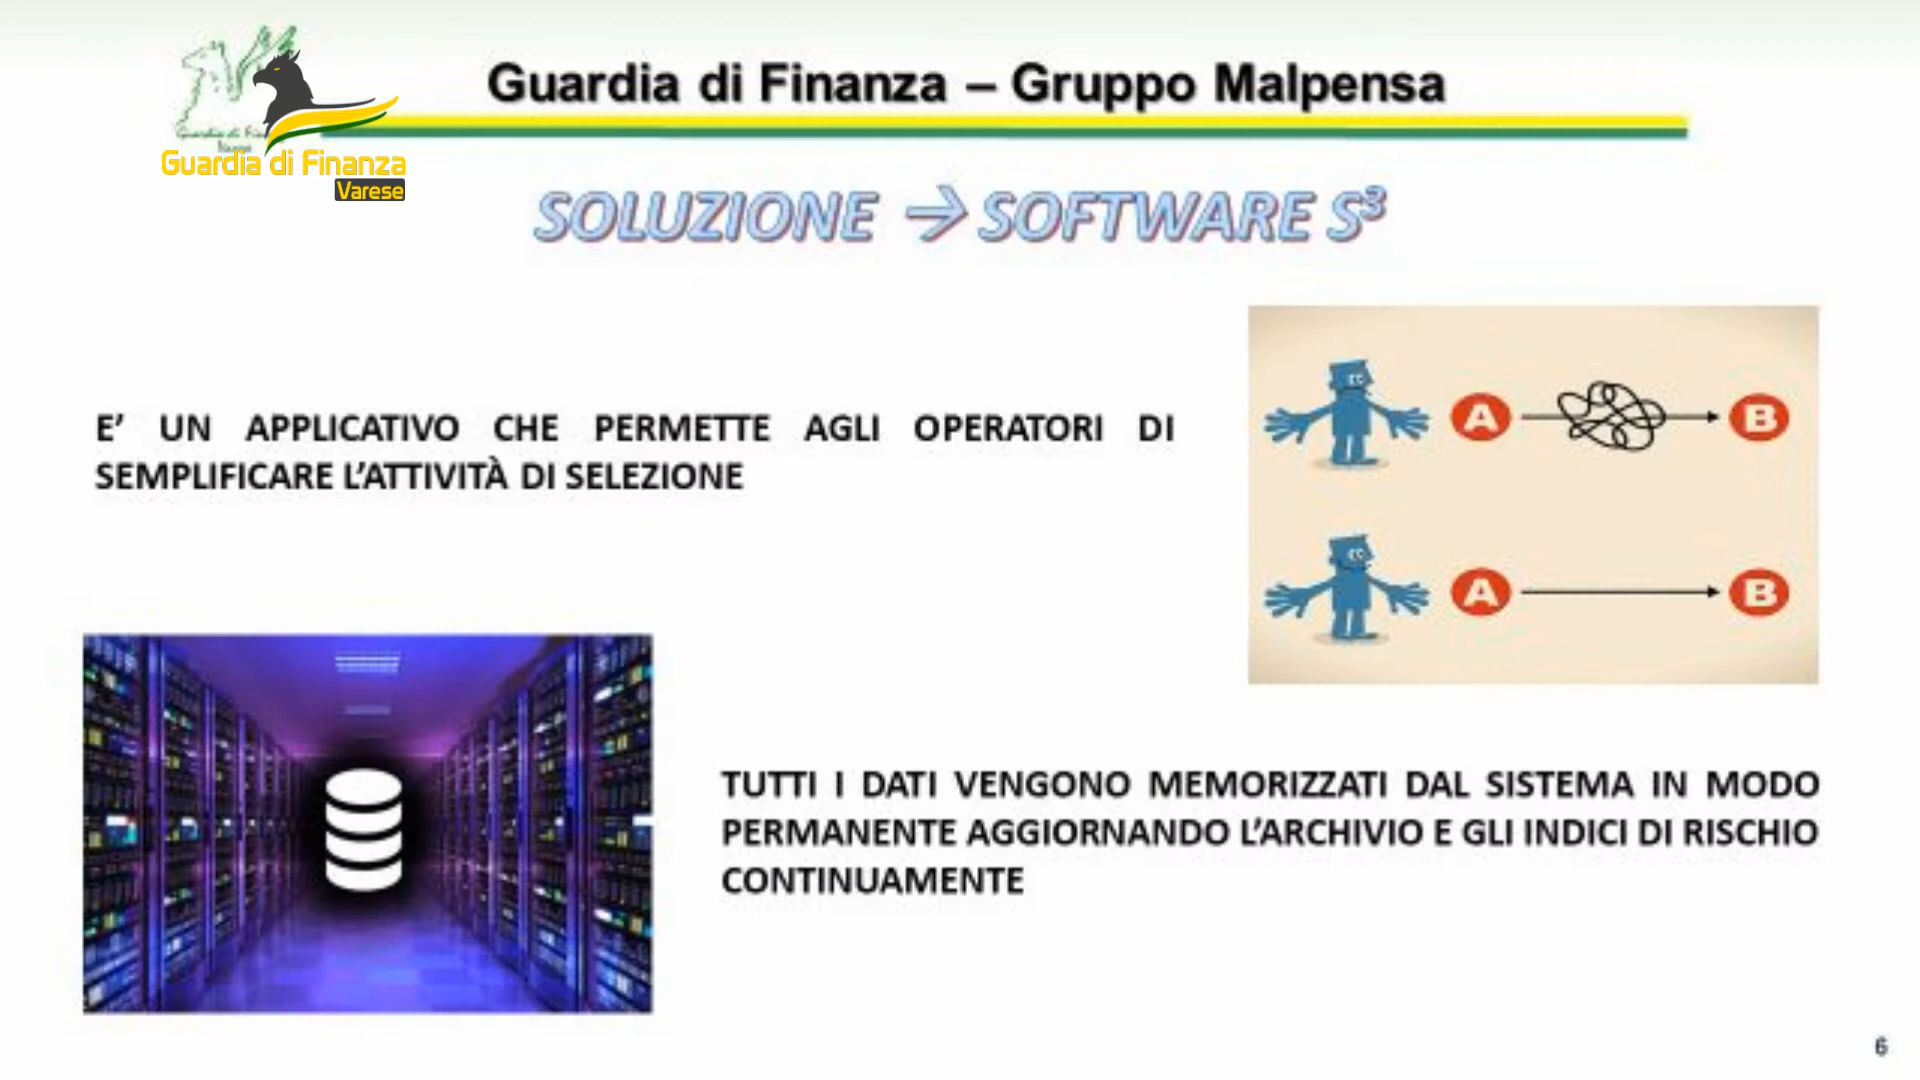 Guardia di Finanza – Gruppo Malpensa
Guardia di Finanza
Varese
SOLUZIONE → SOFTWARE S³
E’ UN APPLICATIVO CHE PERMETTE AGLI OPERATORI DI
SEMPLIFICARE L’ATTIVITÀ DI SELEZIONE
A B
A B
TUTTI I DATI VENGONO MEMORIZZATI DAL SISTEMA IN MODO
PERMANENTE AGGIORNANDO L’ARCHIVIO E GLI INDICI DI RISCHIO
CONTINUAMENTE
6